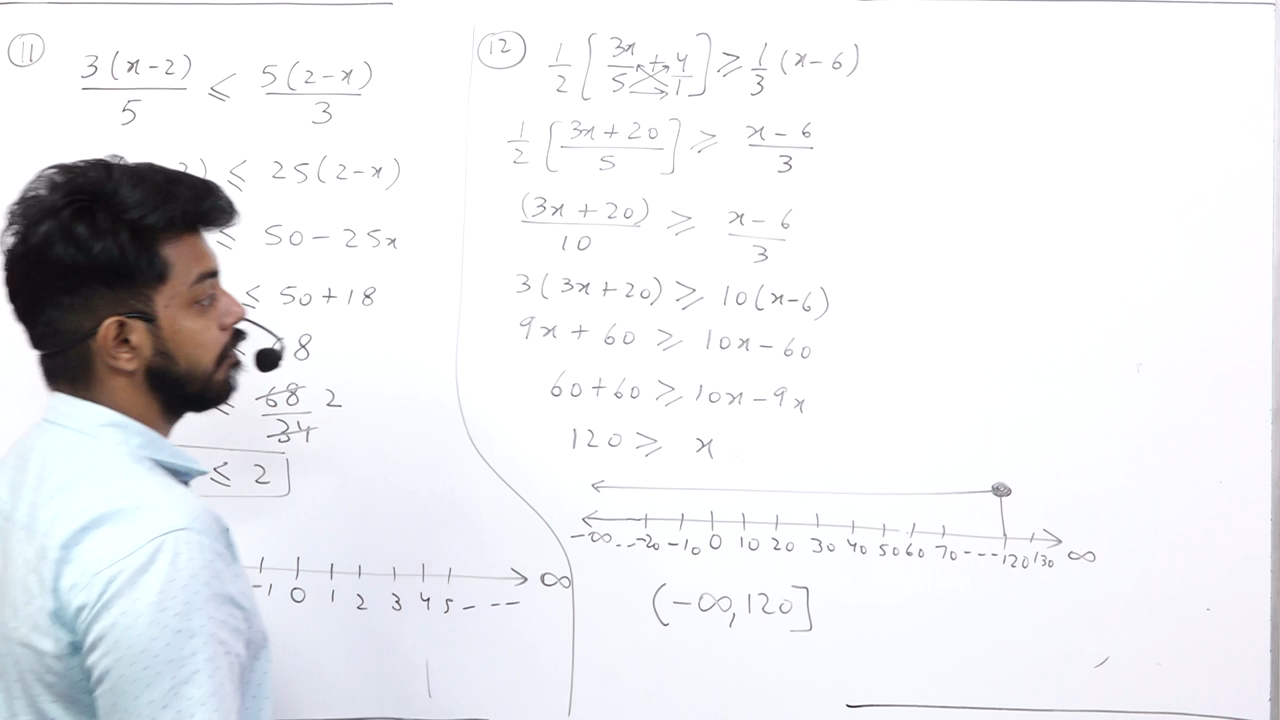 11
3(x-2)/5 ≤ 5(2-x)/3
2) ≤ 25(2-x)
≤ 50-25x
≤ 50+18
8
≤ 68/34 2
≤ 2
-1 0 1 2 3 4 5 - -- ∞
12
1/2 [3x/5 + 4/1] ≥ 1/3 (x-6)
1/2 [3x+20/5] ≥ x-6/3
(3x+20)/10 ≥ x-6/3
3(3x+20) ≥ 10(x-6)
9x+60 ≥ 10x-60
60+60 ≥ 10x-9x
120 ≥ x
-∞..--20 -10 0 10 20 30 40 50 60 70 ---- 120 130 ∞
(-∞,120]